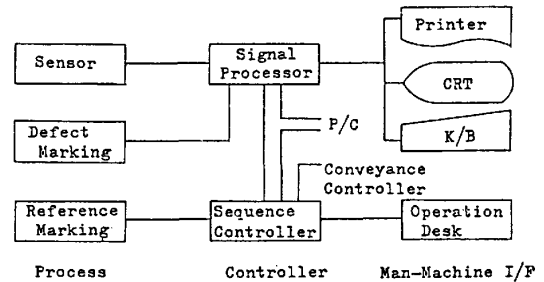 Printer
Sensor
Signal
Processor
CRT
Defect
Marking
P/C
K/B
Conveyance
Controller
Reference
Marking
Sequence
Controller
Operation
Desk
Process
Controller
Man-Machine I/F